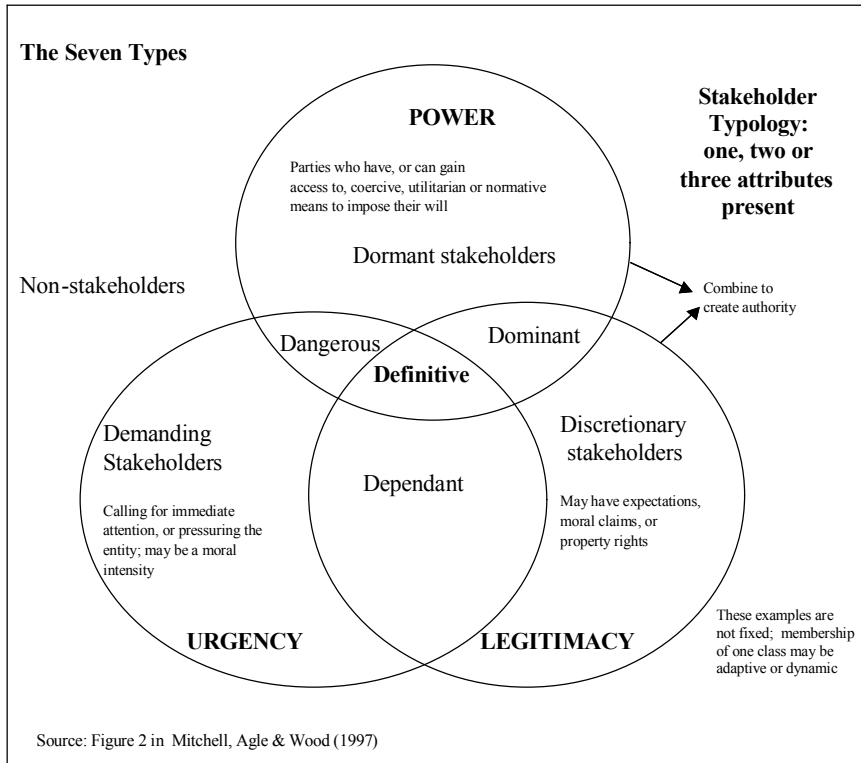 The Seven Types
POWER
Stakeholder
Typology:
one, two or
three attributes
present
Parties who have, or can gain
access to, coercive, utilitarian or normative
means to impose their will
Dormant stakeholders
Non-stakeholders
Combine to
create authority
Dangerous
Dominant
Definitive
Demanding
Stakeholders
Discretionary
stakeholders
Dependant
Calling for immediate
attention, or pressuring the
entity; may be a moral
intensity
May have expectations,
moral claims, or
property rights
URGENCY
LEGITIMACY
These examples are
not fixed; membership
of one class may be
adaptive or dynamic
Source: Figure 2 in Mitchell, Agle & Wood (1997)